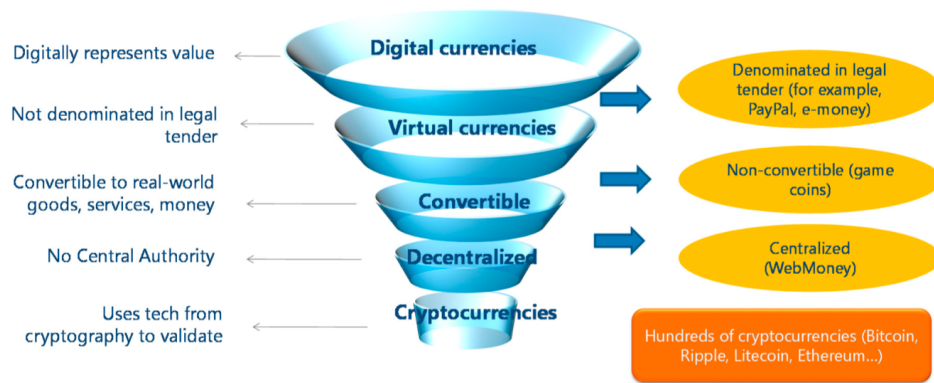 Digitally represents value
Digital currencies
Denominated in legal
tender (for example,
PayPal, e-money)
Not denominated in legal
tender
Virtual currencies
Non-convertible (game
coins)
Convertible to real-world
goods, services, money
Convertible
Centralized
(WebMoney)
No Central Authority
Decentralized
Uses tech from
cryptography to validate
Cryptocurrencies
Hundreds of cryptocurrencies (Bitcoin,
Ripple, Litecoin, Ethereum...)